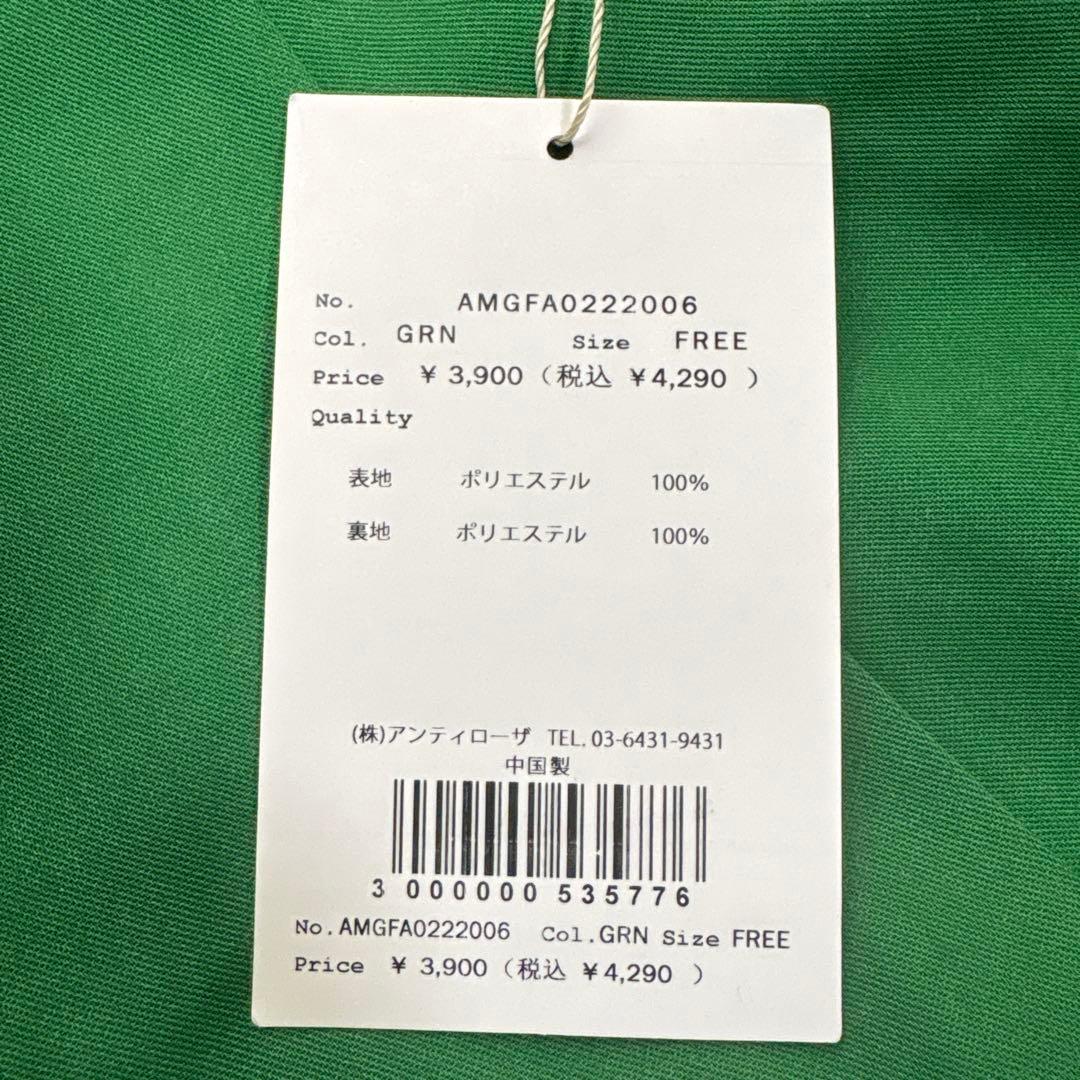 No. AMGFA0222006
Col. GRN Size FREE
Price ¥ 3,900 (税込 ¥4,290 )
Quality
表地 ポリエステル 100%
裏地 ポリエステル 100%
(株)アンティローザ TEL. 03-6431-9431
中国製
3 000000 535776
No.AMGFA0222006 Col.GRN Size FREE
Price ¥ 3,900 (税込 ¥4,290 )